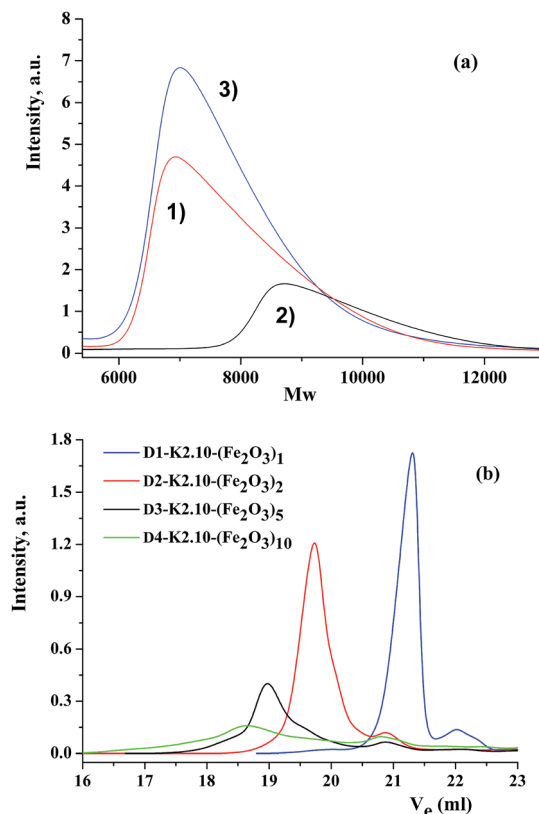 8
7
6
5
4
3
2
1
0
Intensity, a.u.
(a)
3)
1)
2)
6000 8000 10000 12000
Mw
1.8
1.5
1.2
0.9
0.6
0.3
0.0
Intensity, a.u.
D1-K2.10-(Fe₂O₃)₁
D2-K2.10-(Fe₂O₃)₂
D3-K2.10-(Fe₂O₃)₅
D4-K2.10-(Fe₂O₃)₁₀
(b)
16 17 18 19 20 21 22 23
Vₑ (ml)